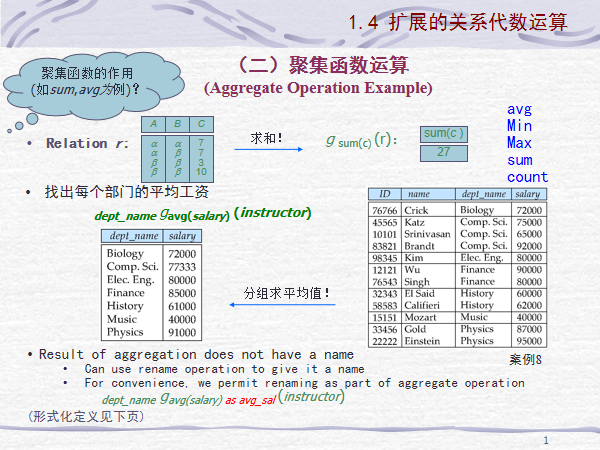 1.4 扩展的关系代数运算
（二）聚集函数运算
(Aggregate Operation Example)
聚集函数的作用
(如sum,avg为例)?
• Relation r:
A B C
α α 7
α β 7
β β 3
β β 10
求和!
g sum(c) (r):
sum(c )
27
avg
Min
Max
sum
count
• 找出每个部门的平均工资
dept_name gavg(salary) (instructor)
dept_name salary
Biology 72000
Comp. Sci. 77333
Elec. Eng. 80000
Finance 85000
History 61000
Music 40000
Physics 91000
分组求平均值!
ID name dept_name salary
76766 Crick Biology 72000
45565 Katz Comp. Sci. 75000
10101 Srinivasan Comp. Sci. 65000
83821 Brandt Comp. Sci. 92000
98345 Kim Elec. Eng. 80000
12121 Wu Finance 90000
76543 Singh Finance 80000
32343 El Said History 60000
58583 Califieri History 62000
15151 Mozart Music 40000
33456 Gold Physics 87000
22222 Einstein Physics 95000
案例8
• Result of aggregation does not have a name
• Can use rename operation to give it a name
• For convenience, we permit renaming as part of aggregate operation
dept_name gavg(salary) as avg_sal (instructor)
(形式化定义见下页)
1